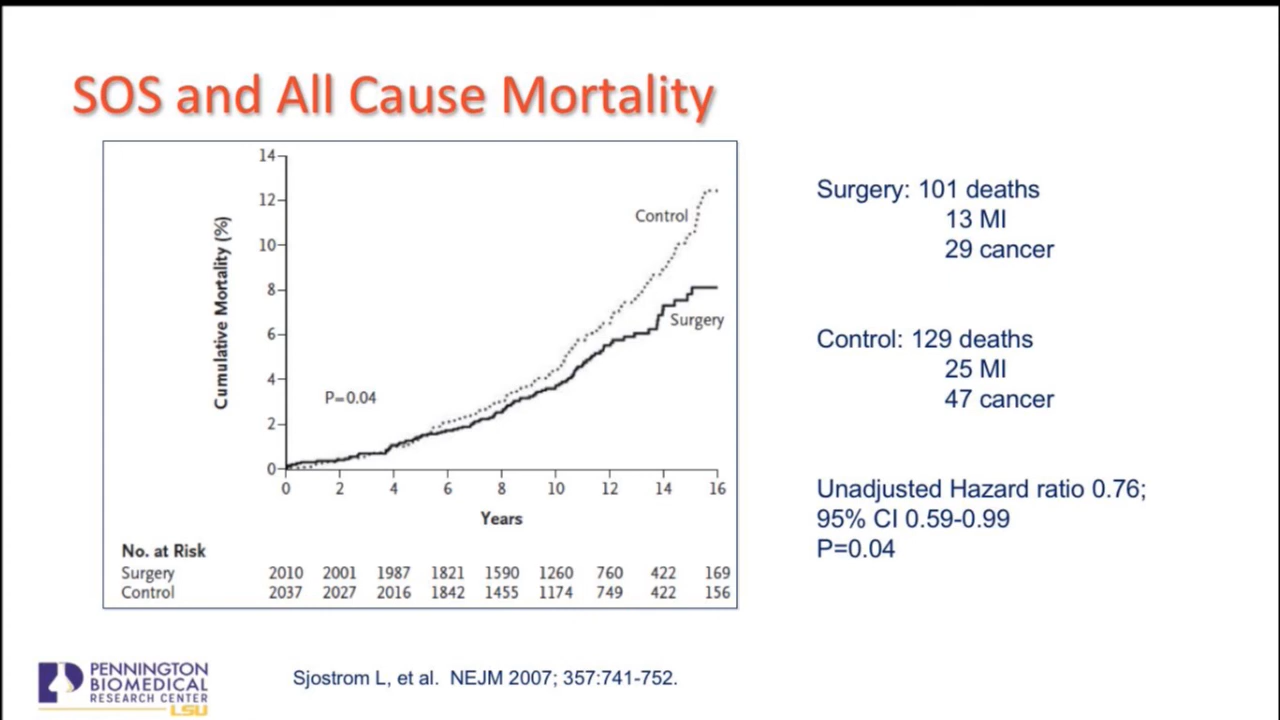 SOS and All Cause Mortality
14
12
10
8
6
4
2
0
Cumulative Mortality (%)
Control
Surgery
P=0.04
0 2 4 6 8 10 12 14 16
Years
No. at Risk
Surgery 2010 2001 1987 1821 1590 1260 760 422 169
Control 2037 2027 2016 1842 1455 1174 749 422 156
Surgery: 101 deaths
13 MI
29 cancer
Control: 129 deaths
25 MI
47 cancer
Unadjusted Hazard ratio 0.76;
95% CI 0.59-0.99
P=0.04
PENNINGTON
BIOMEDICAL
RESEARCH CENTER
LSU
Sjostrom L, et al. NEJM 2007; 357:741-752.